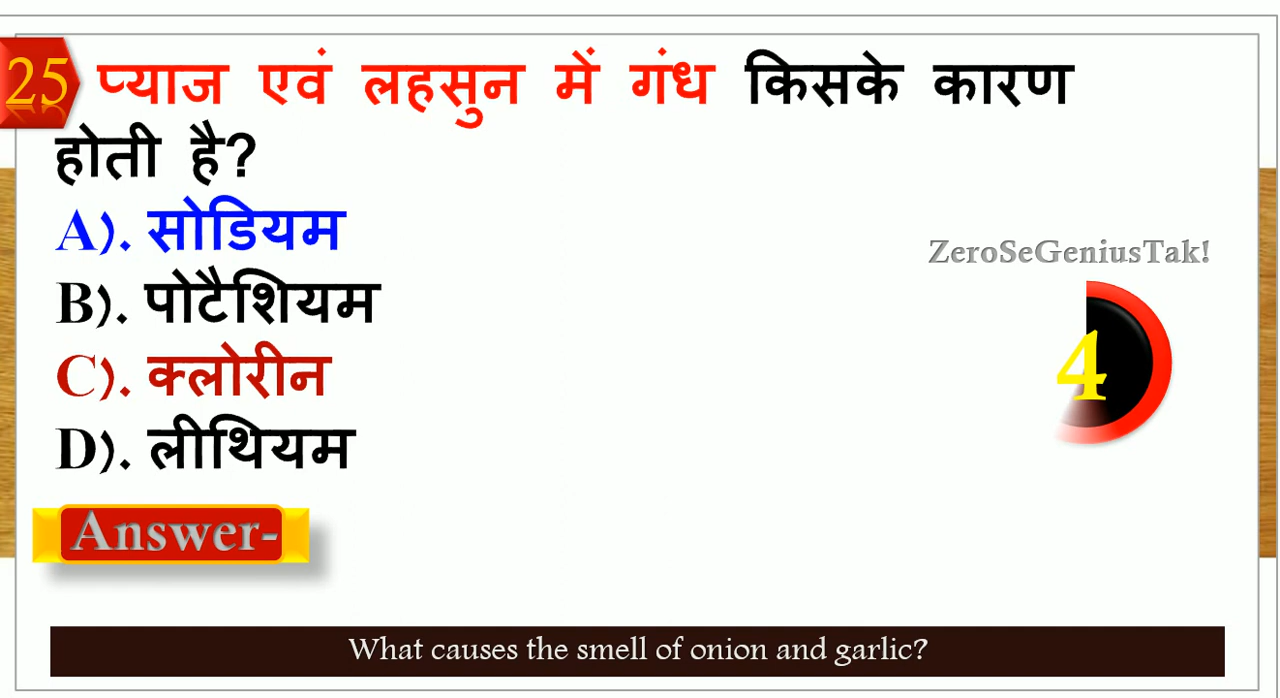 25 प्याज एवं लहसुन में गंध किसके कारण
होती है?
A). सोडियम
ZeroSeGeniusTak!
B). पोटैशियम
4
C). क्लोरीन
D). लीथियम
Answer-
What causes the smell of onion and garlic?